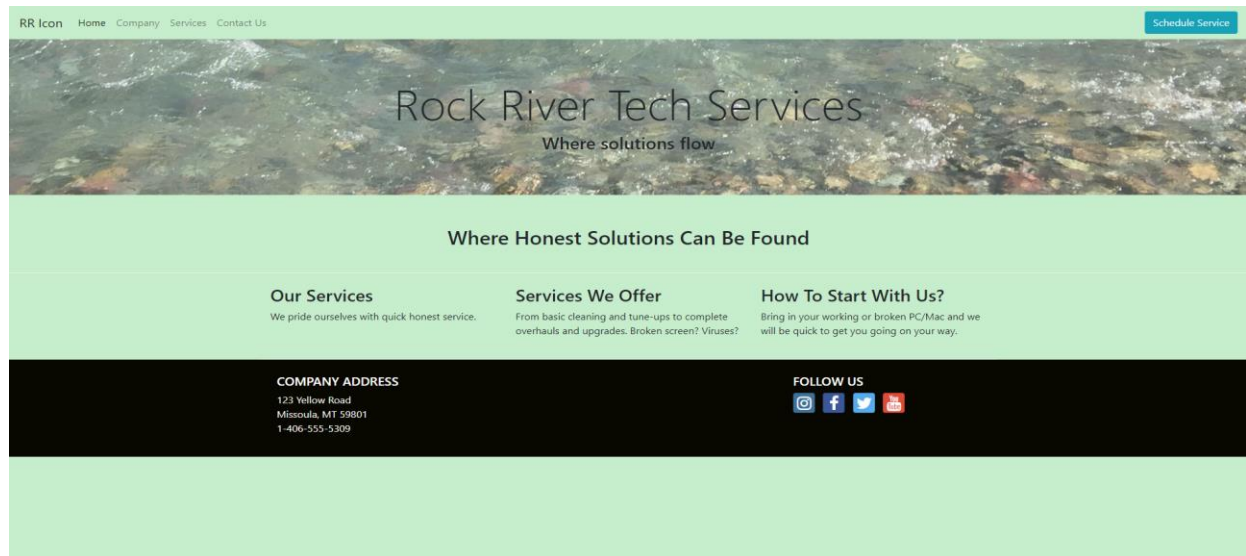 RR Icon Home Company Services Contact Us Schedule Service
Rock River Tech Services
Where solutions flow
Where Honest Solutions Can Be Found
Our Services
We pride ourselves with quick honest service.
Services We Offer
From basic cleaning and tune-ups to complete
overhauls and upgrades. Broken screen? Viruses?
How To Start With Us?
Bring in your working or broken PC/Mac and we
will be quick to get you going on your way.
COMPANY ADDRESS
123 Yellow Road
Missoula, MT 59801
1-406-555-5309
FOLLOW US
You
Tube